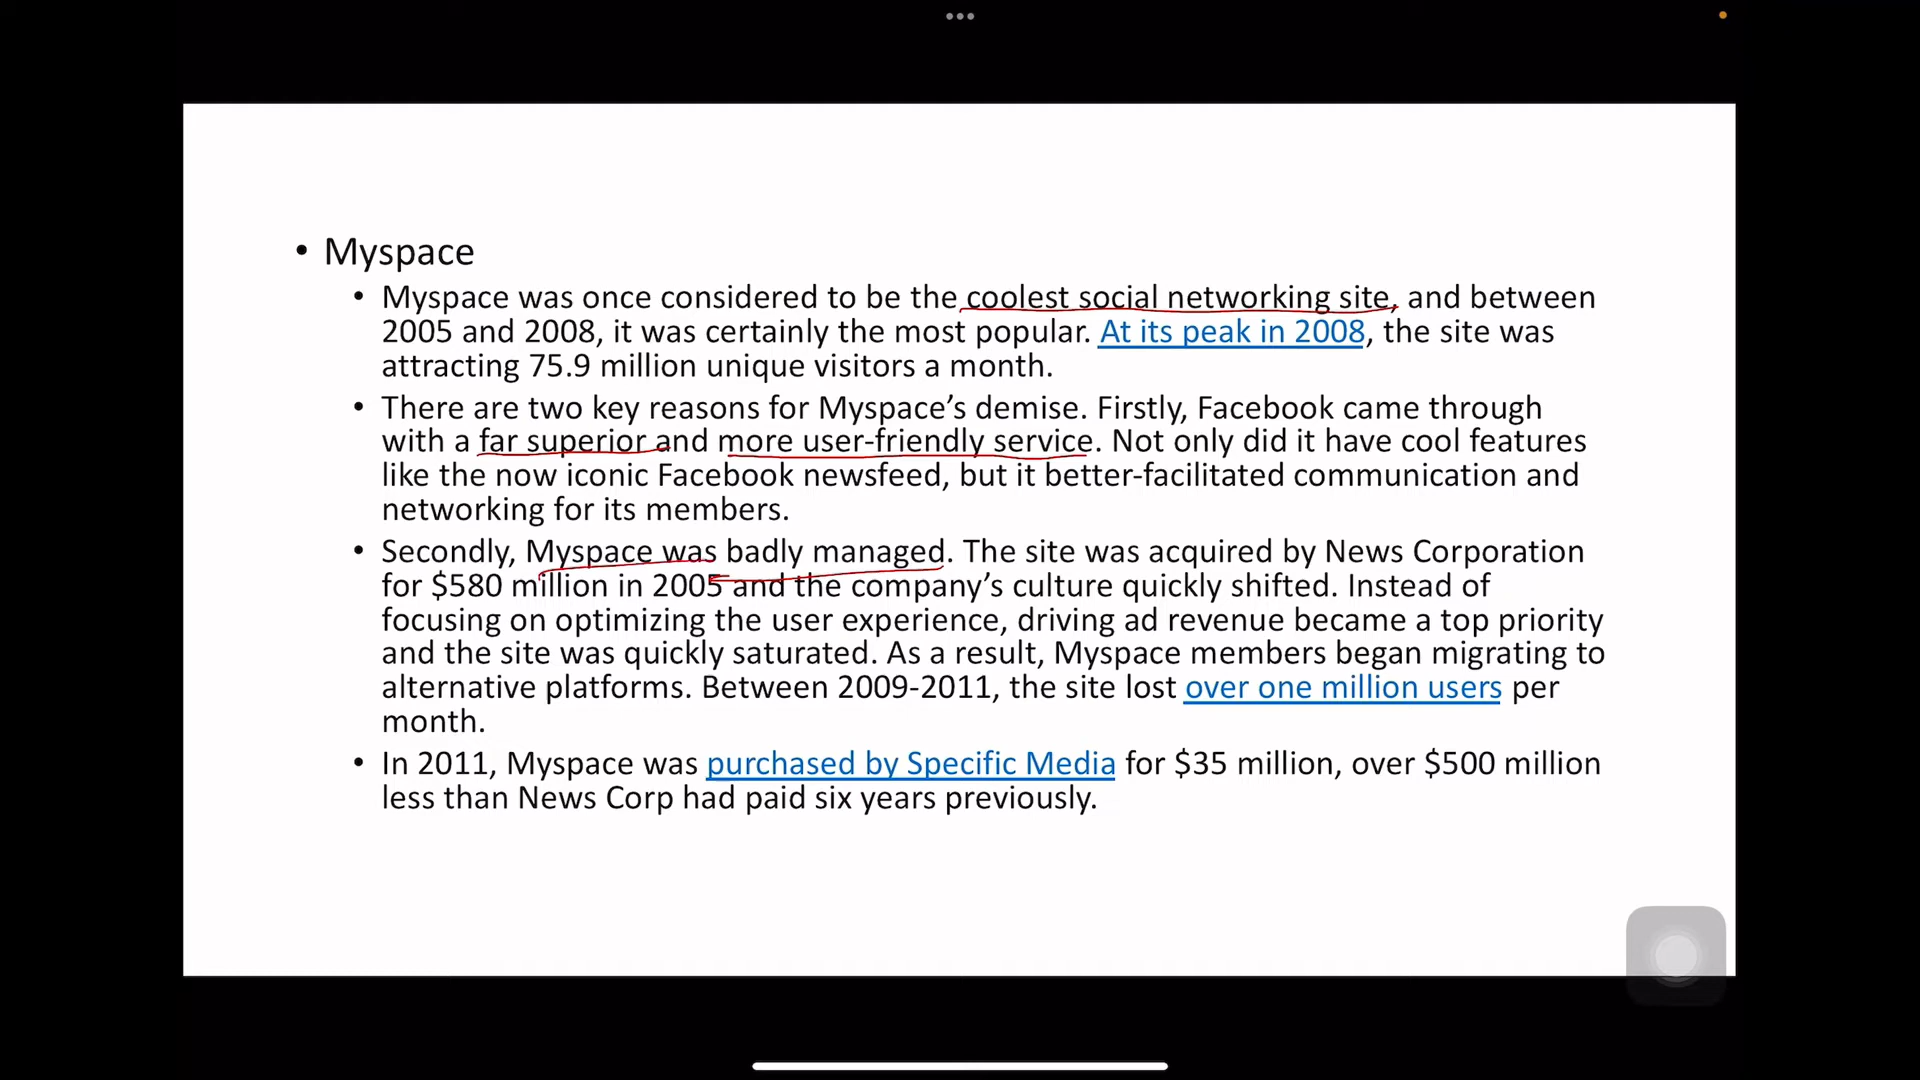 • Myspace
• Myspace was once considered to be the coolest social networking site, and between
2005 and 2008, it was certainly the most popular. At its peak in 2008, the site was
attracting 75.9 million unique visitors a month.
• There are two key reasons for Myspace’s demise. Firstly, Facebook came through
with a far superior and more user-friendly service. Not only did it have cool features
like the now iconic Facebook newsfeed, but it better-facilitated communication and
networking for its members.
• Secondly, Myspace was badly managed. The site was acquired by News Corporation
for $580 million in 2005 and the company’s culture quickly shifted. Instead of
focusing on optimizing the user experience, driving ad revenue became a top priority
and the site was quickly saturated. As a result, Myspace members began migrating to
alternative platforms. Between 2009-2011, the site lost over one million users per
month.
• In 2011, Myspace was purchased by Specific Media for $35 million, over $500 million
less than News Corp had paid six years previously.